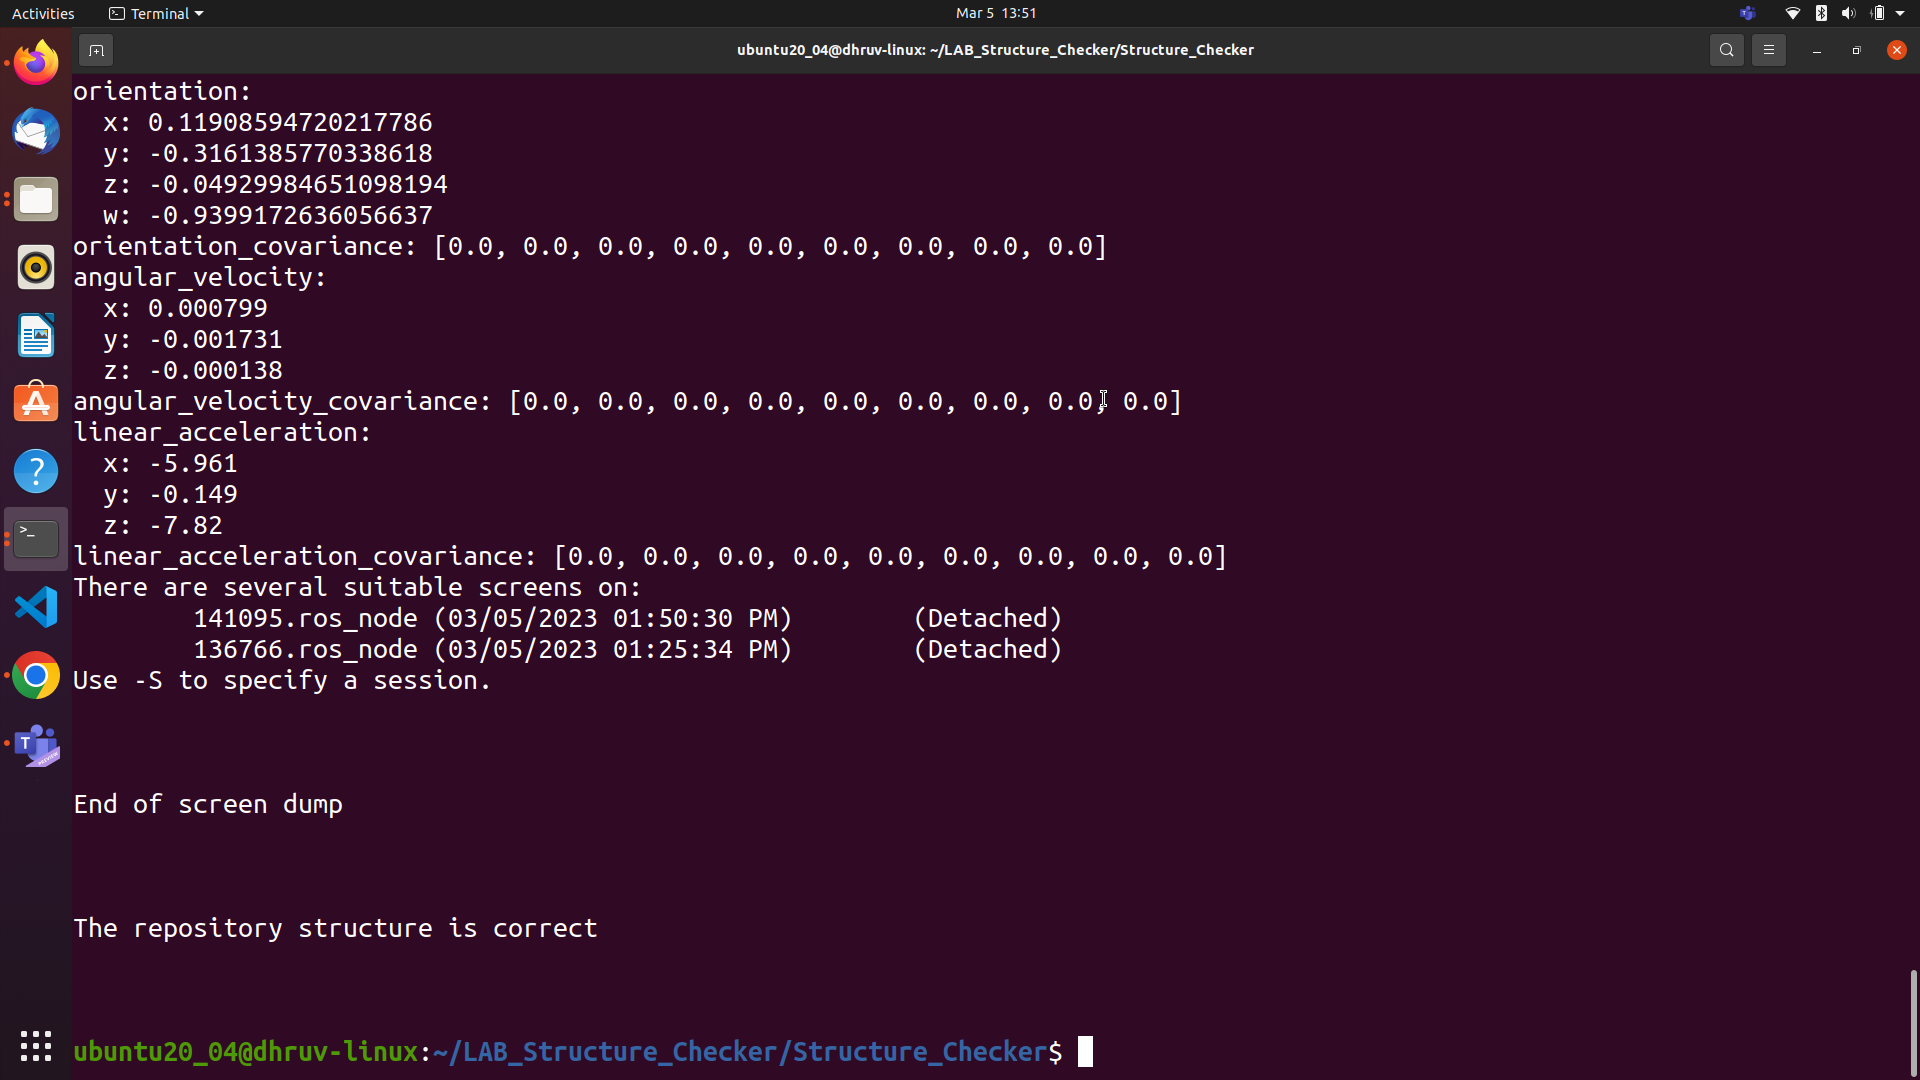 Activities
Terminal
Mar 5 13:51
ubuntu20_04@dhruv-linux: ~/LAB_Structure_Checker/Structure_Checker
orientation:
  x: 0.11908594720217786
  y: -0.3161385770338618
  z: -0.04929984651098194
  w: -0.9399172636056637
orientation_covariance: [0.0, 0.0, 0.0, 0.0, 0.0, 0.0, 0.0, 0.0, 0.0]
angular_velocity:
  x: 0.000799
  y: -0.001731
  z: -0.000138
angular_velocity_covariance: [0.0, 0.0, 0.0, 0.0, 0.0, 0.0, 0.0, 0.0, 0.0]
linear_acceleration:
  x: -5.961
  y: -0.149
  z: -7.82
linear_acceleration_covariance: [0.0, 0.0, 0.0, 0.0, 0.0, 0.0, 0.0, 0.0, 0.0]
There are several suitable screens on:
        141095.ros_node (03/05/2023 01:50:30 PM)        (Detached)
        136766.ros_node (03/05/2023 01:25:34 PM)        (Detached)
Use -S to specify a session.
End of screen dump
The repository structure is correct
ubuntu20_04@dhruv-linux:~/LAB_Structure_Checker/Structure_Checker$